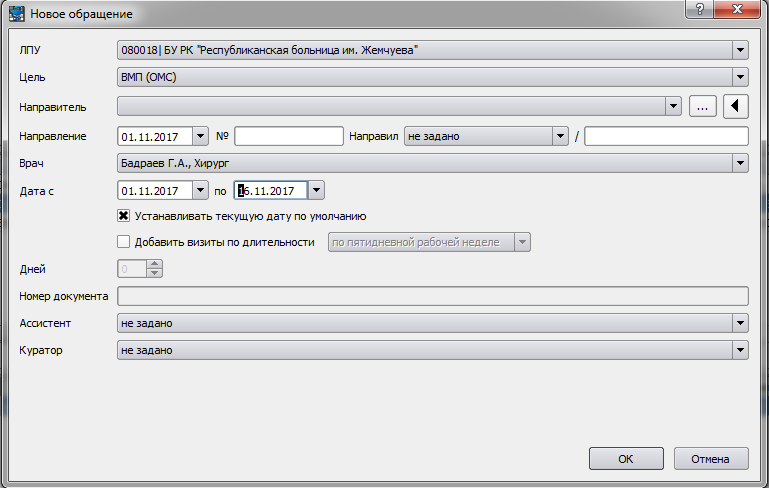 Новое обращение
ЛПУ 080018| БУ РК "Республиканская больница им. Жемчуева"
Цель ВМП (ОМС)
Направитель ...
Направление 01.11.2017 № Направил не задано /
Врач Бадраев Г.А., Хирург
Дата с 01.11.2017 по 16.11.2017
Устанавливать текущую дату по умолчанию
Добавить визиты по длительности по пятидневной рабочей неделе
Дней 0
Номер документа
Ассистент не задано
Куратор не задано
OK Отмена